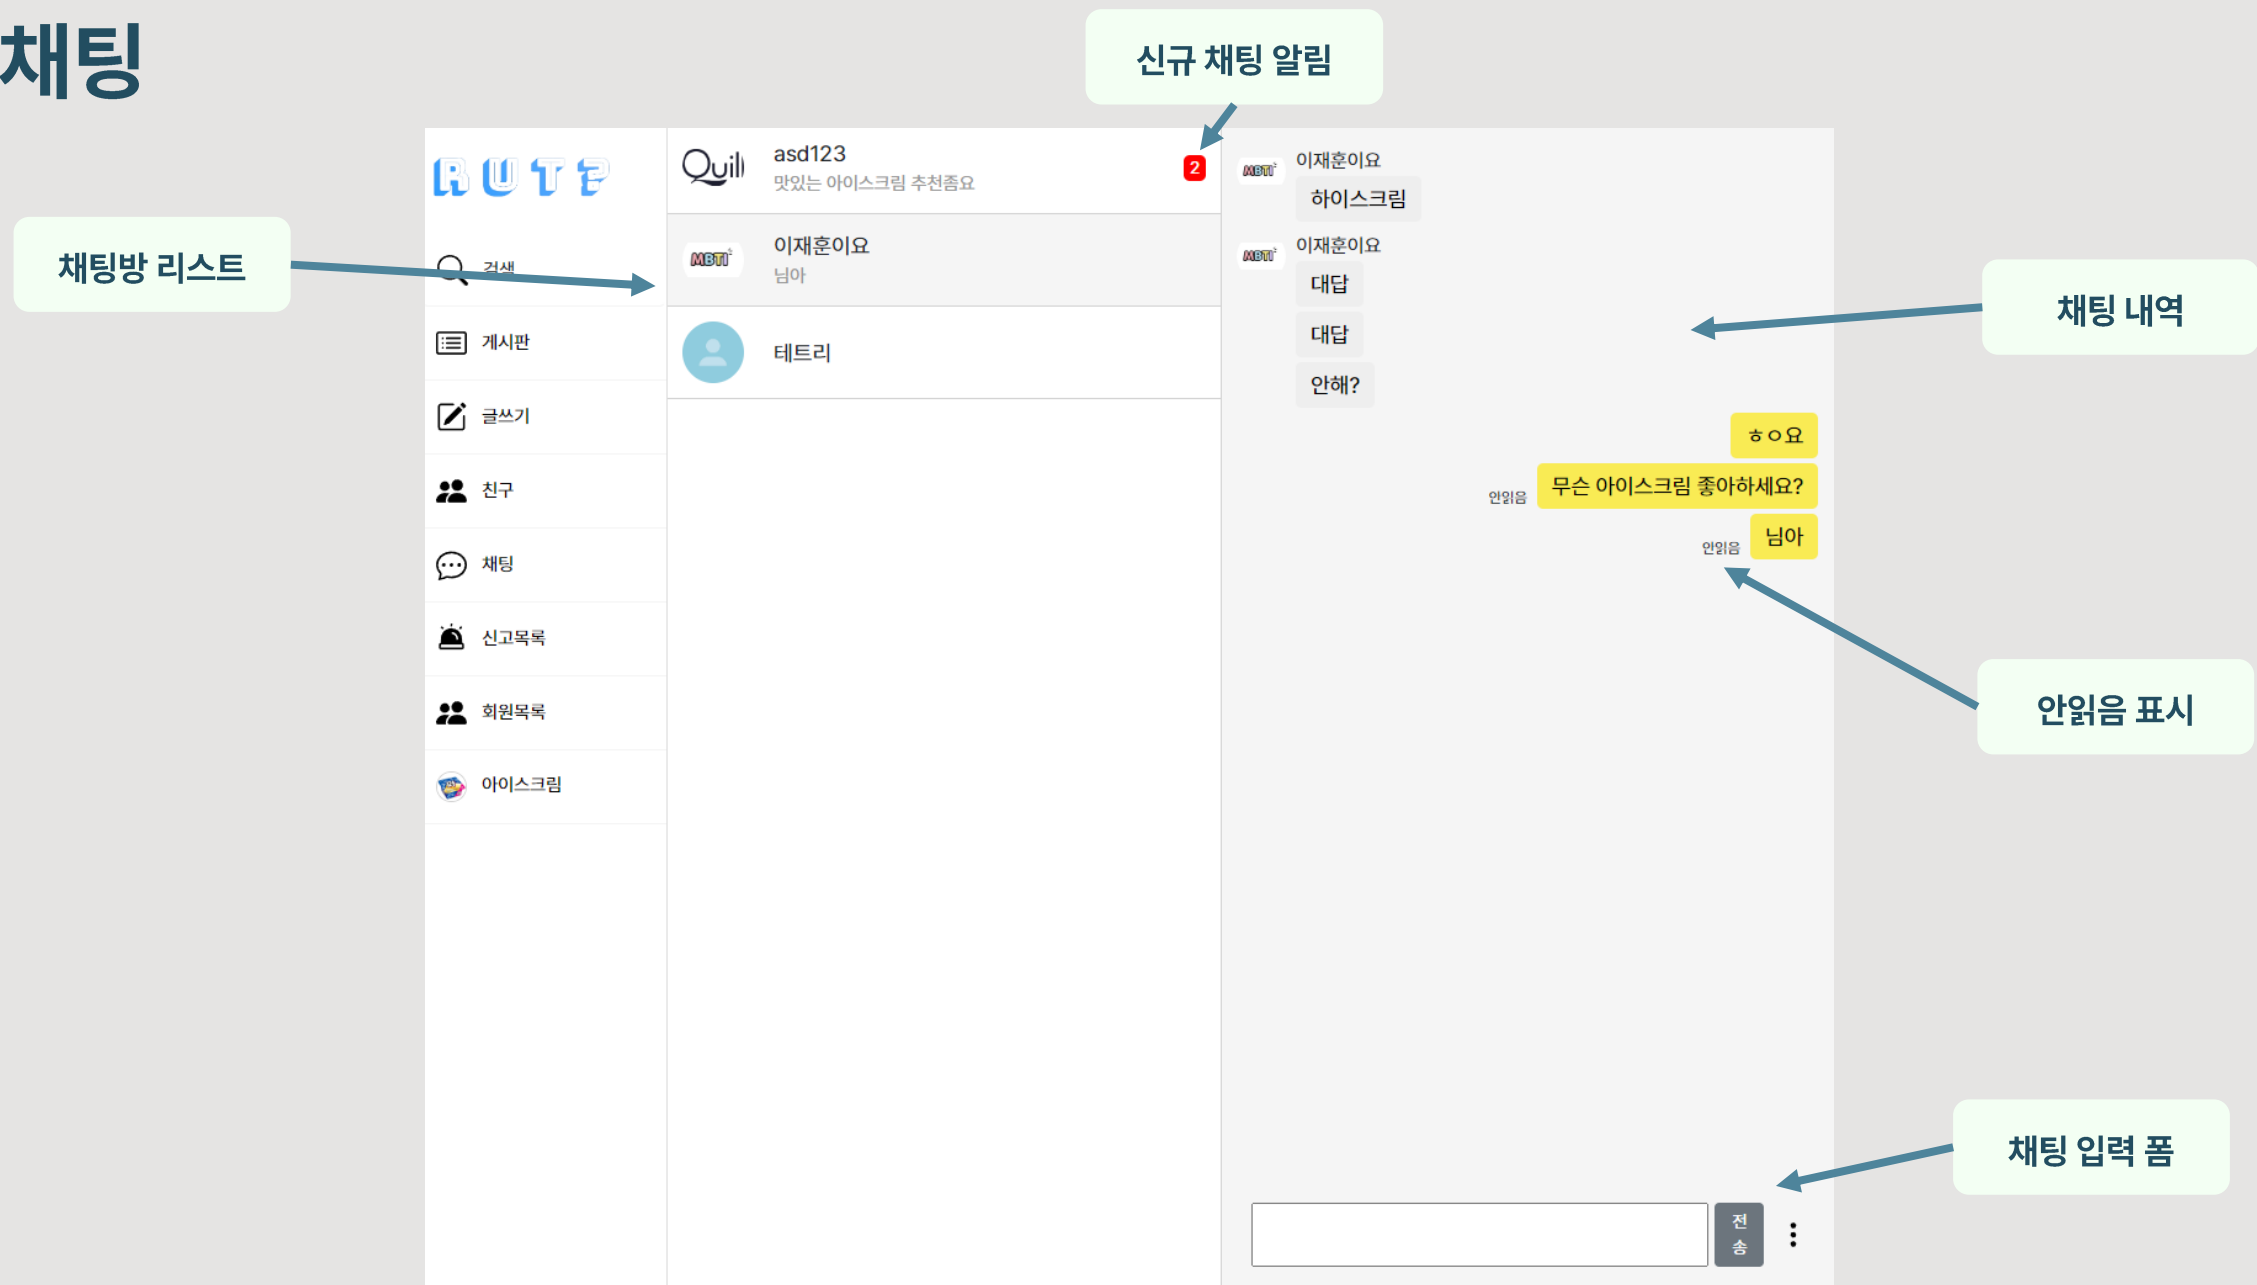 채팅
신규 채팅 알림
채팅방 리스트
RUT?
검색
게시판
글쓰기
친구
채팅
신고목록
회원목록
아이스크림
Quill
asd123
맛있는 아이스크림 추천좀요
2
MBTI
이재훈이요
님아
테트리
MBTI
이재훈이요
하이스크림
MBTI
이재훈이요
대답
대답
안해?
ㅎㅇ요
안읽음 무슨 아이스크림 좋아하세요?
안읽음 님아
채팅 내역
안읽음 표시
채팅 입력 폼
전
송